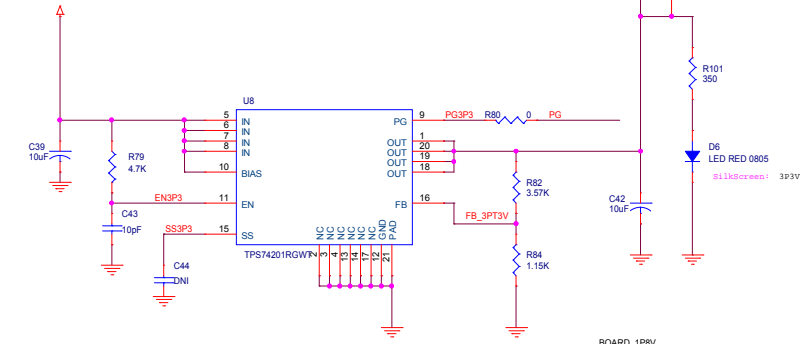 R101
350
U8
5
IN
PG
9
PG3P3
R80
0
PG
6
IN
7
IN
OUT
1
8
IN
OUT
20
OUT
19
10
BIAS
OUT
18
C39
10uF
R79
4.7K
D6
LED RED 0805
SilkScreen: 3P3V
R82
3.57K
EN3P3
11
EN
FB
16
FB_3PT3V
C42
10uF
C43
10pF
SS3P3
15
SS
NC
NC
NC
NC
NC
NC
GND
PAD
TPS74201RGWT
2
3
4
13
14
17
12
21
R84
1.15K
C44
DNI
BOARD_1P8V